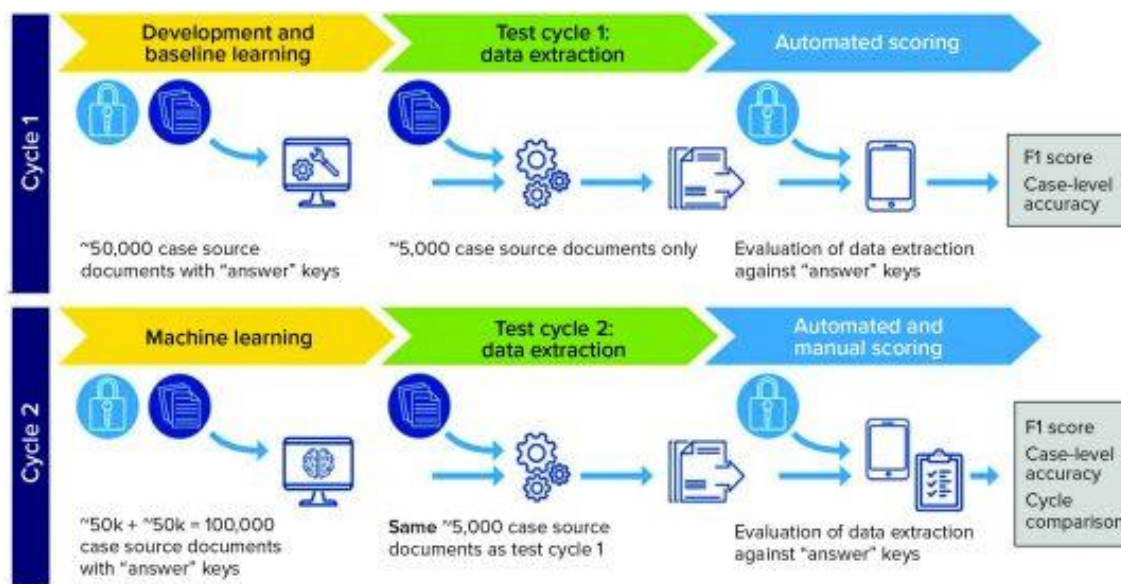 Cycle 1
Development and
baseline learning
Test cycle 1:
data extraction
Automated scoring
~50,000 case source
documents with “answer” keys
~5,000 case source documents only
Evaluation of data extraction
against “answer” keys
F1 score
Case-level
accuracy
Cycle 2
Machine learning
Test cycle 2:
data extraction
Automated and
manual scoring
~50k + ~50k = 100,000
case source documents
with “answer” keys
Same ~5,000 case source
documents as test cycle 1
Evaluation of data extraction
against “answer” keys
F1 score
Case-level
accuracy
Cycle
comparison